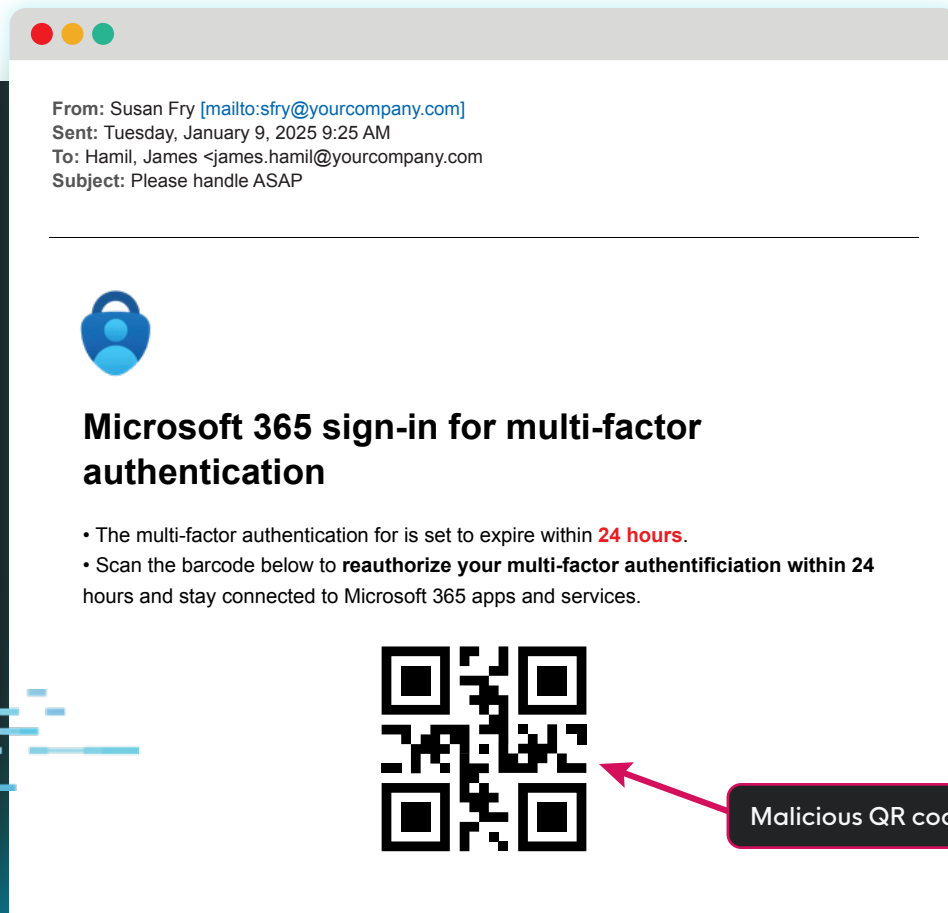 From: Susan Fry [mailto:sfry@yourcompany.com]
Sent: Tuesday, January 9, 2025 9:25 AM
To: Hamil, James <james.hamil@yourcompany.com
Subject: Please handle ASAP
Microsoft 365 sign-in for multi-factor
authentication
• The multi-factor authentication for is set to expire within 24 hours.
• Scan the barcode below to reauthorize your multi-factor authentificiation within 24
hours and stay connected to Microsoft 365 apps and services.
Malicious QR